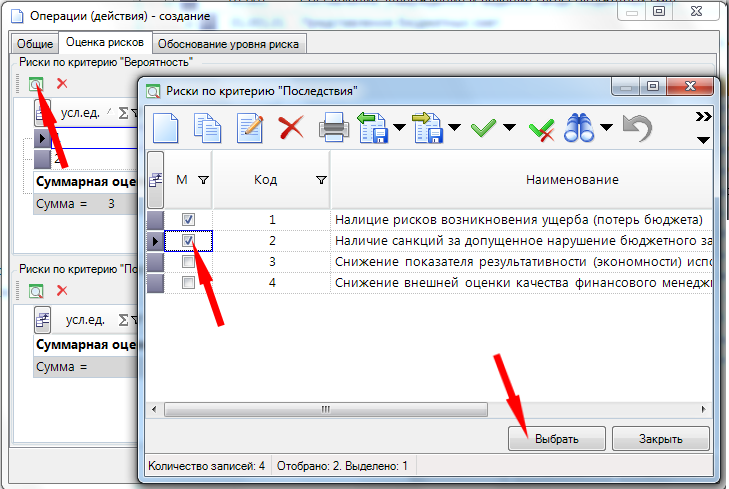 Операции (действия) - создание
Общие
Оценка рисков
Обоснование уровня риска
Риски по критерию "Вероятность"
усл.ед.
Суммарная оце
Сумма = 3
Риски по критерию "По
усл.ед.
Суммарная оце
Сумма =
Риски по критерию "Последствия"
М
Код
Наименование
1 Налицие рисков возникновения ущерба (потерь бюджета)
2 Наличие санкций за допущенное нарушение бюджетного за
3 Снижение показателя результативности (экономности) испо
4 Снижение внешней оценки качества финансового менеджм
Выбрать
Закрыть
Количество записей: 4
Отобрано: 2. Выделено: 1